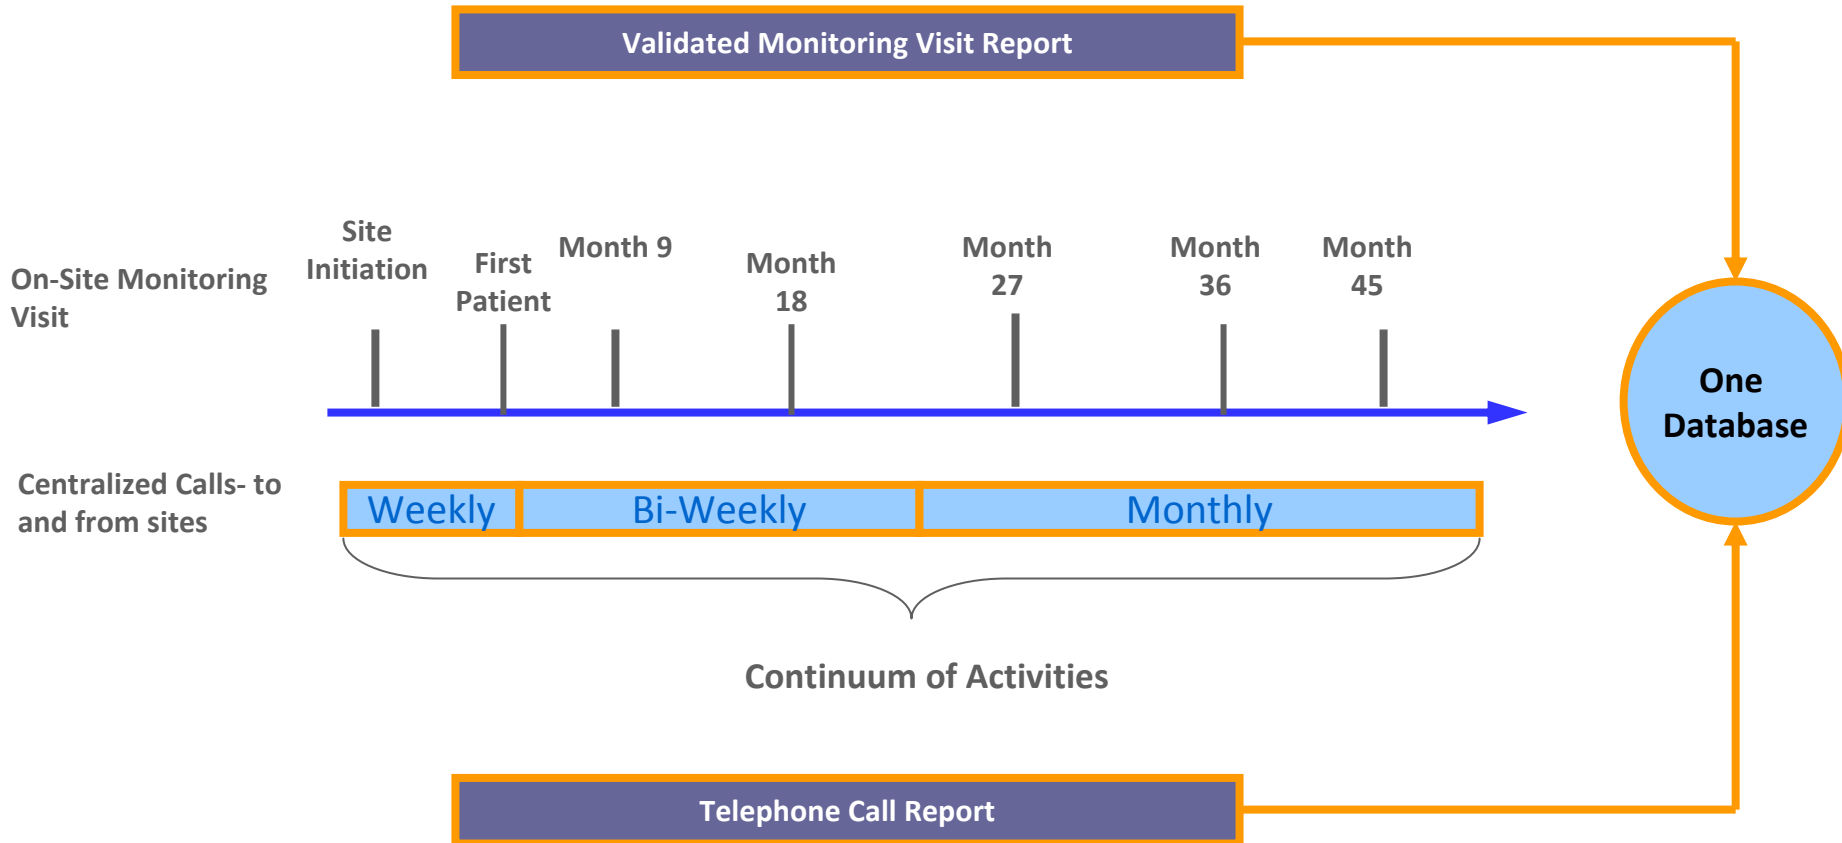 Validated Monitoring Visit Report
On-Site Monitoring
Visit
Site
Initiation
First
Patient
Month 9
Month
18
Month
27
Month
36
Month
45
One
Database
Centralized Calls- to
and from sites
Weekly
Bi-Weekly
Monthly
Continuum of Activities
Telephone Call Report